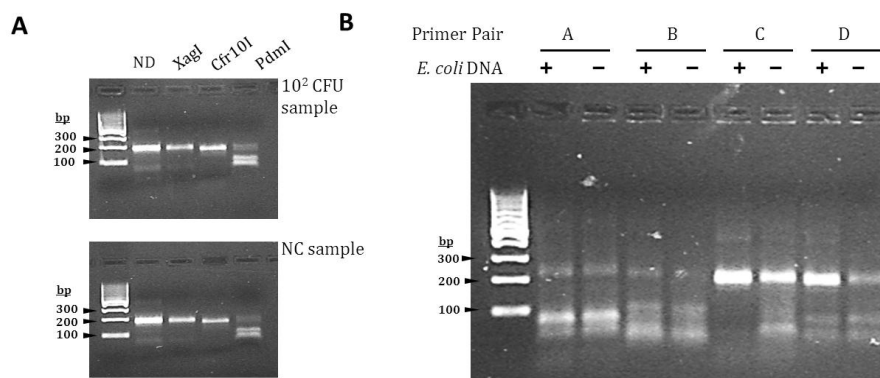 A
ND XagI Cfr10I PdmI
10² CFU
sample
bp
300
200
100
NC sample
bp
300
200
100
B
Primer Pair A B C D
E. coli DNA + − + − + − + −
bp
300
200
100